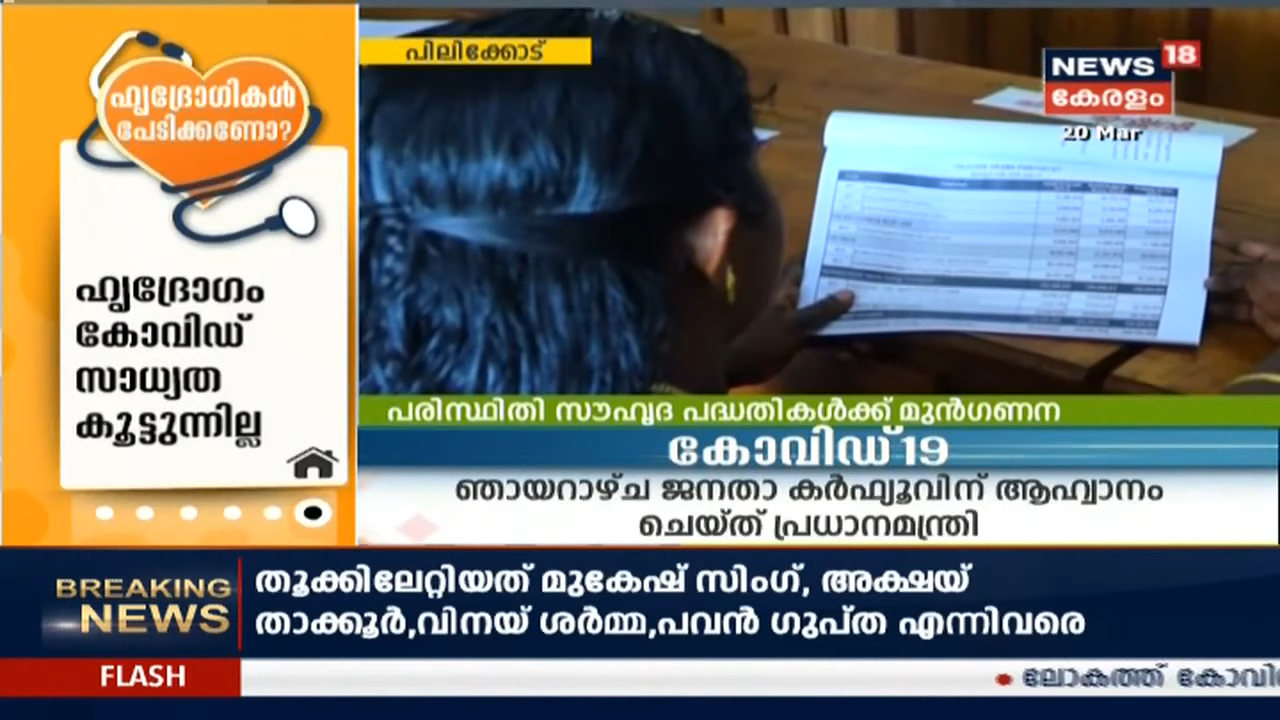 ഹൃദ്രോഗികൾ
പേടിക്കണോ?
ഹൃദ്രോഗം
കോവിഡ്
സാധ്യത
കൂട്ടുന്നില്ല
പിലിക്കോട്
NEWS 18
കേരളം
20 Mar
പരിസ്ഥിതി സൗഹൃദ പദ്ധതികൾക്ക് മുൻഗണന
കോവിഡ് 19
ഞായറാഴ്ച ജനതാ കർഫ്യൂവിന് ആഹ്വാനം
ചെയ്ത് പ്രധാനമന്ത്രി
BREAKING
NEWS
തൂക്കിലേറ്റിയത് മുകേഷ് സിംഗ്, അക്ഷയ്
താക്കൂർ,വിനയ് ശർമ്മ,പവൻ ഗുപ്ത എന്നിവരെ
FLASH
ലോകത്ത്